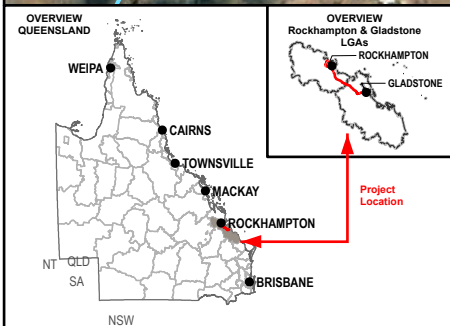 OVERVIEW
QUEENSLAND
WEIPA
CAIRNS
TOWNSVILLE
MACKAY
ROCKHAMPTON
BRISBANE
NT
QLD
SA
NSW
OVERVIEW
Rockhampton & Gladstone
LGAs
ROCKHAMPTON
GLADSTONE
Project
Location